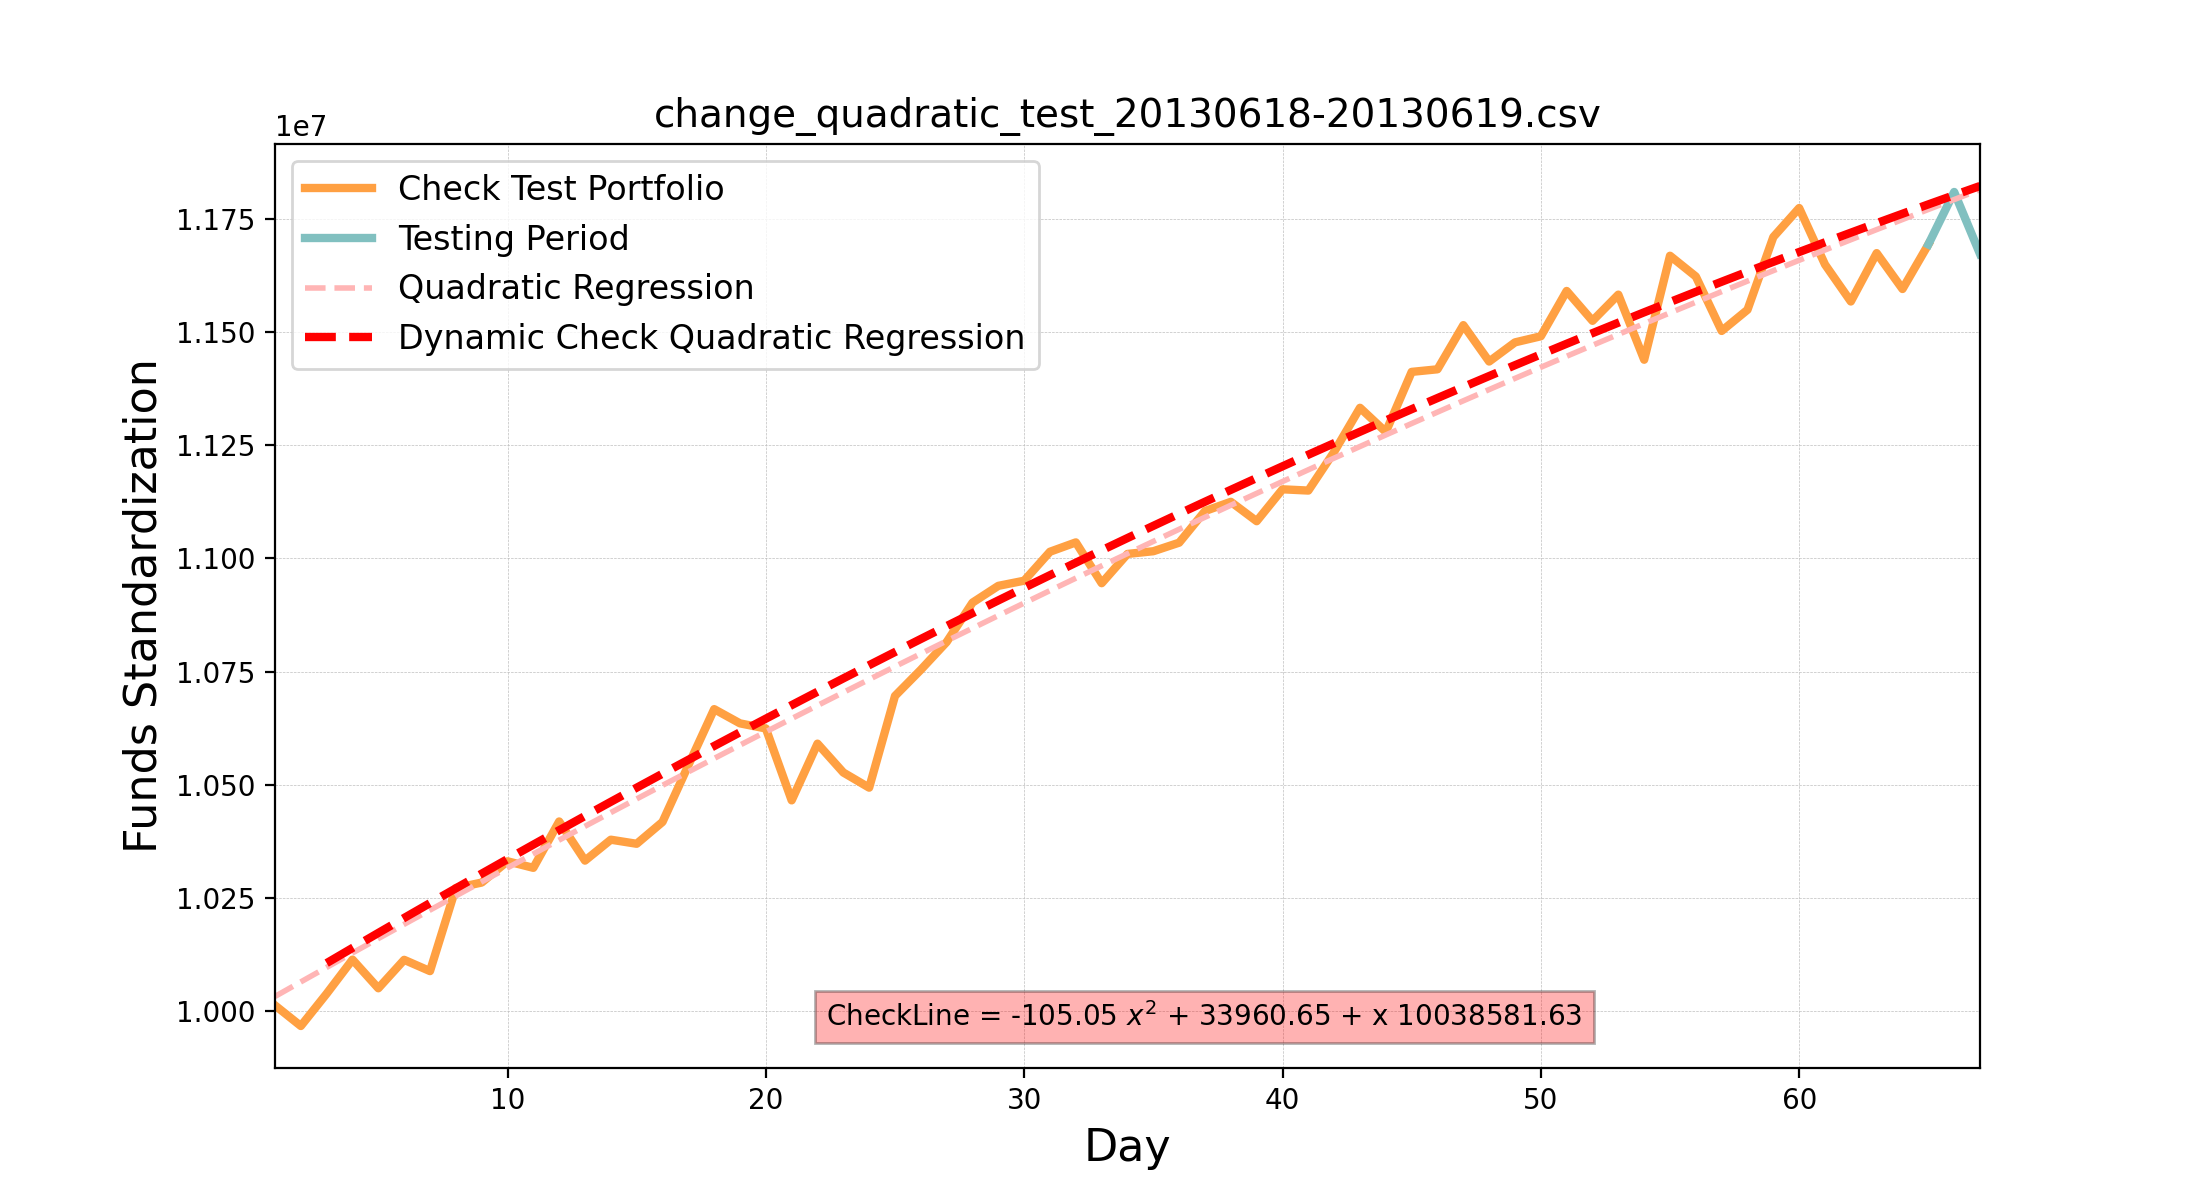 change_quadratic_test_20130618-20130619.csv
1e7
Check Test Portfolio
Testing Period
Quadratic Regression
Dynamic Check Quadratic Regression
1.175
1.150
1.125
1.100
1.075
1.050
1.025
1.000
Funds Standardization
CheckLine = -105.05 x² + 33960.65 + x 10038581.63
10 20 30 40 50 60
Day